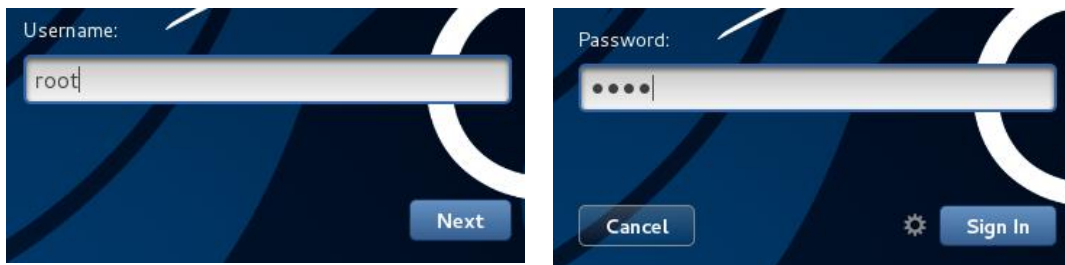 Username:
root
Next
Password:
••••
Cancel
Sign In